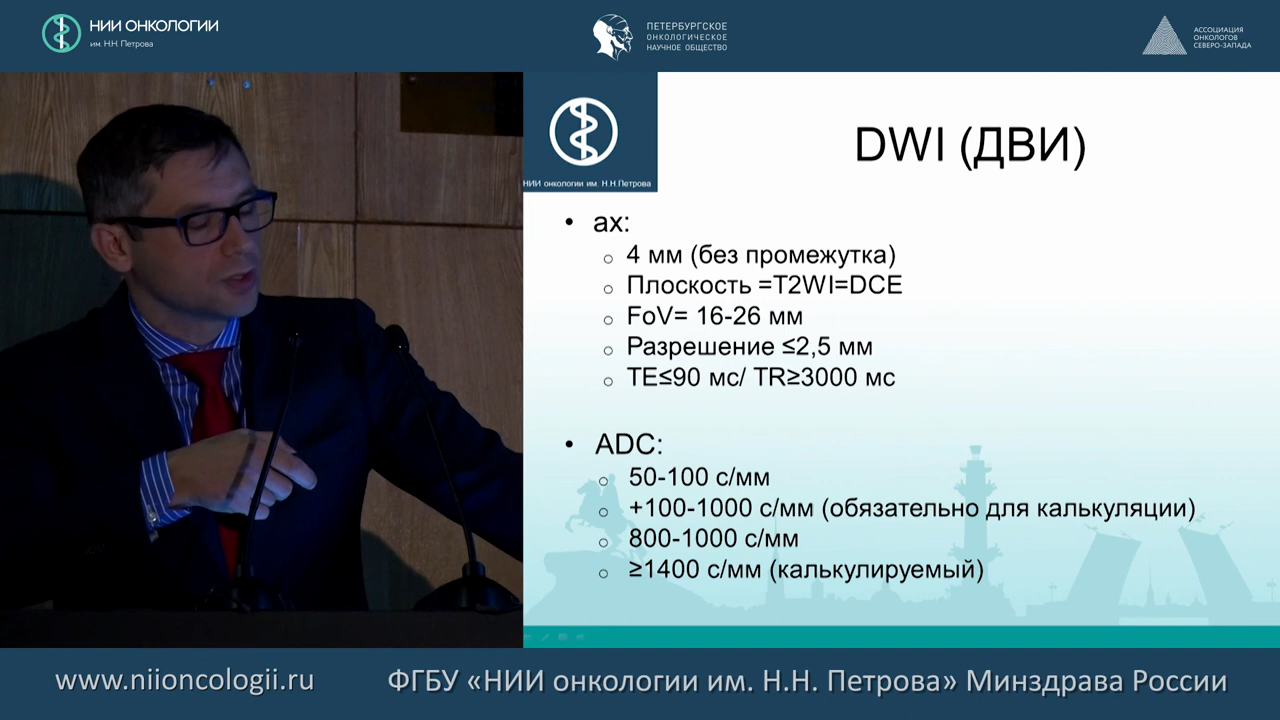 НИИ ОНКОЛОГИИ
им. Н.Н. Петрова
ПЕТЕРБУРГСКОЕ
ОНКОЛОГИЧЕСКОЕ
НАУЧНОЕ ОБЩЕСТВО
АССОЦИАЦИЯ
ОНКОЛОГОВ
СЕВЕРО-ЗАПАДА
НИИ онкологии им. Н.Н.Петрова
DWI (ДВИ)
• ax:
o 4 мм (без промежутка)
o Плоскость =T2WI=DCE
o FoV= 16-26 мм
o Разрешение ≤2,5 мм
o TE≤90 мс/ TR≥3000 мс
• ADC:
o 50-100 с/мм
o +100-1000 с/мм (обязательно для калькуляции)
o 800-1000 с/мм
o ≥1400 с/мм (калькулируемый)
www.niioncologii.ru
ФГБУ «НИИ онкологии им. Н.Н. Петрова» Минздрава России